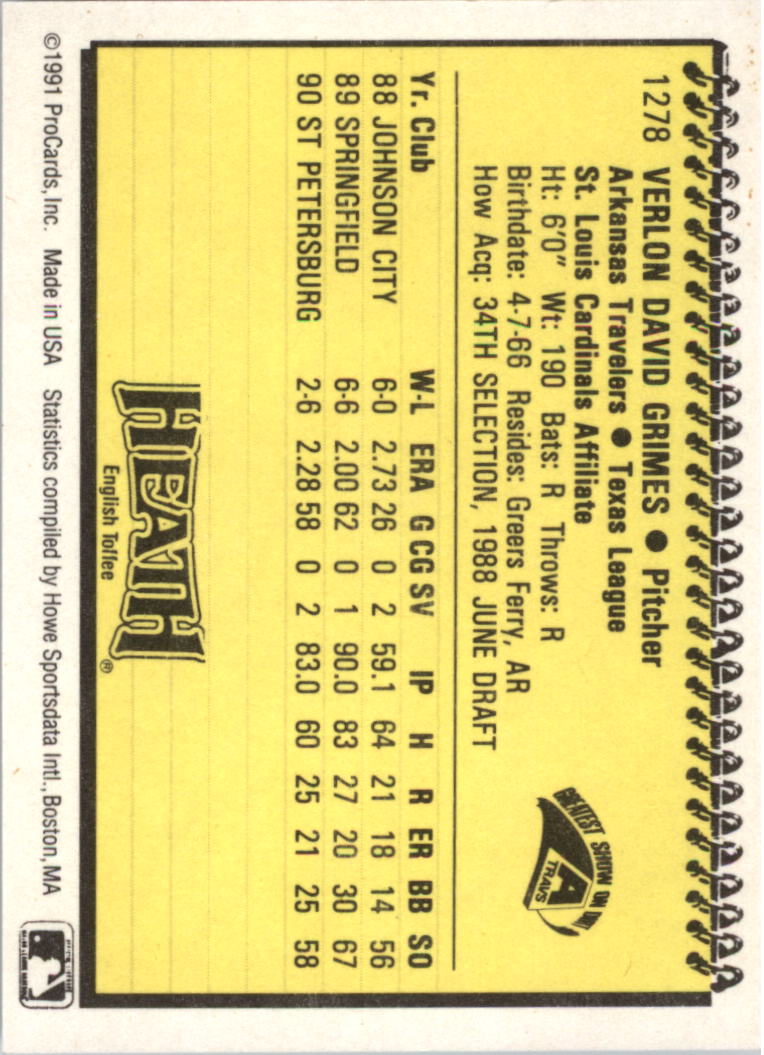 1278 VERLON DAVID GRIMES ● Pitcher
Arkansas Travelers ● Texas League
St. Louis Cardinals Affiliate
Ht: 6'0" Wt: 190 Bats: R Throws: R
Birthdate: 4-7-66 Resides: Greers Ferry, AR
How Acq: 34TH SELECTION, 1988 JUNE DRAFT
GREATEST SHOW ON DIRT
A
TRAVS
Yr. Club W-L ERA G CG SV IP H R ER BB SO
88 JOHNSON CITY 6-0 2.73 26 0 2 59.1 64 21 18 14 56
89 SPRINGFIELD 6-6 2.00 62 0 1 90.0 83 27 20 30 67
90 ST PETERSBURG 2-6 2.28 58 0 2 83.0 60 25 21 25 58
HEATH®
English Toffee
©1991 ProCards, Inc. Made in USA Statistics compiled by Howe Sportsdata Intl., Boston, MA